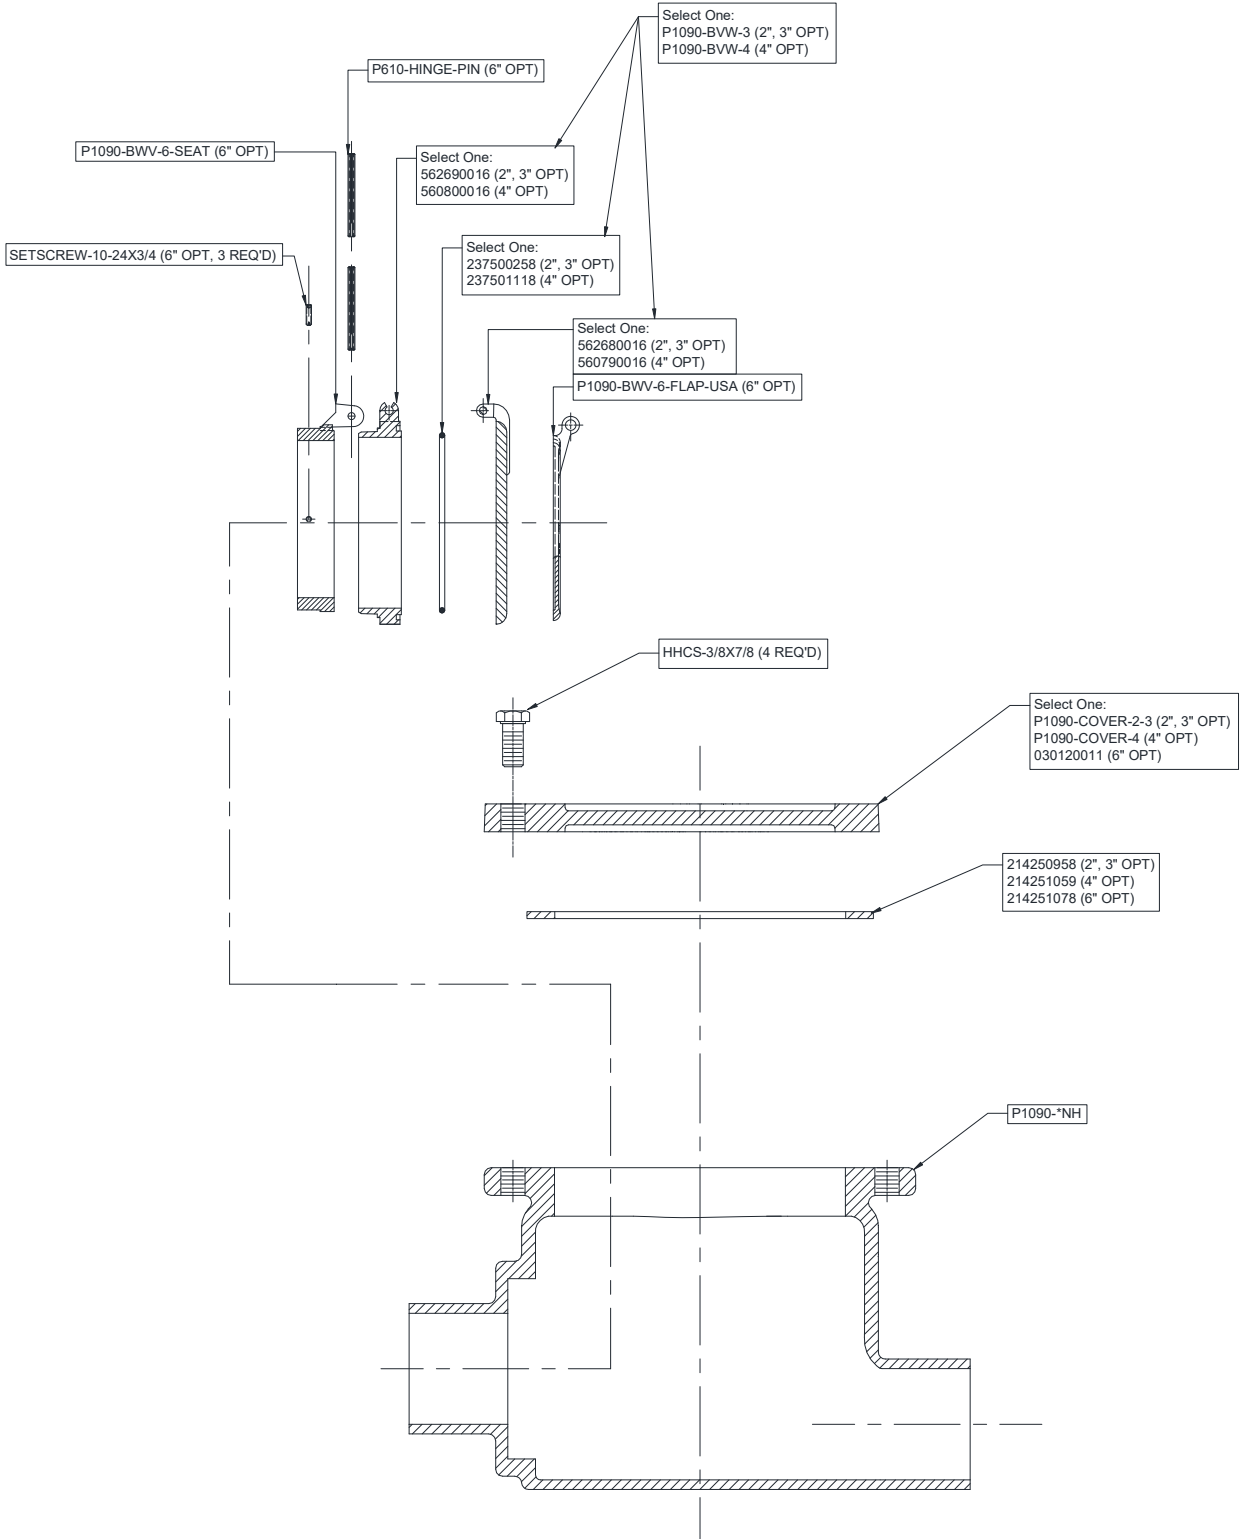 Select One:
P1090-BVW-3 (2", 3" OPT)
P1090-BVW-4 (4" OPT)
P610-HINGE-PIN (6" OPT)
P1090-BWV-6-SEAT (6" OPT)
Select One:
562690016 (2", 3" OPT)
560800016 (4" OPT)
SETSCREW-10-24X3/4 (6" OPT, 3 REQ'D)
Select One:
237500258 (2", 3" OPT)
237501118 (4" OPT)
Select One:
562680016 (2", 3" OPT)
560790016 (4" OPT)
P1090-BWV-6-FLAP-USA (6" OPT)
HHCS-3/8X7/8 (4 REQ'D)
Select One:
P1090-COVER-2-3 (2", 3" OPT)
P1090-COVER-4 (4" OPT)
030120011 (6" OPT)
214250958 (2", 3" OPT)
214251059 (4" OPT)
214251078 (6" OPT)
P1090-*NH